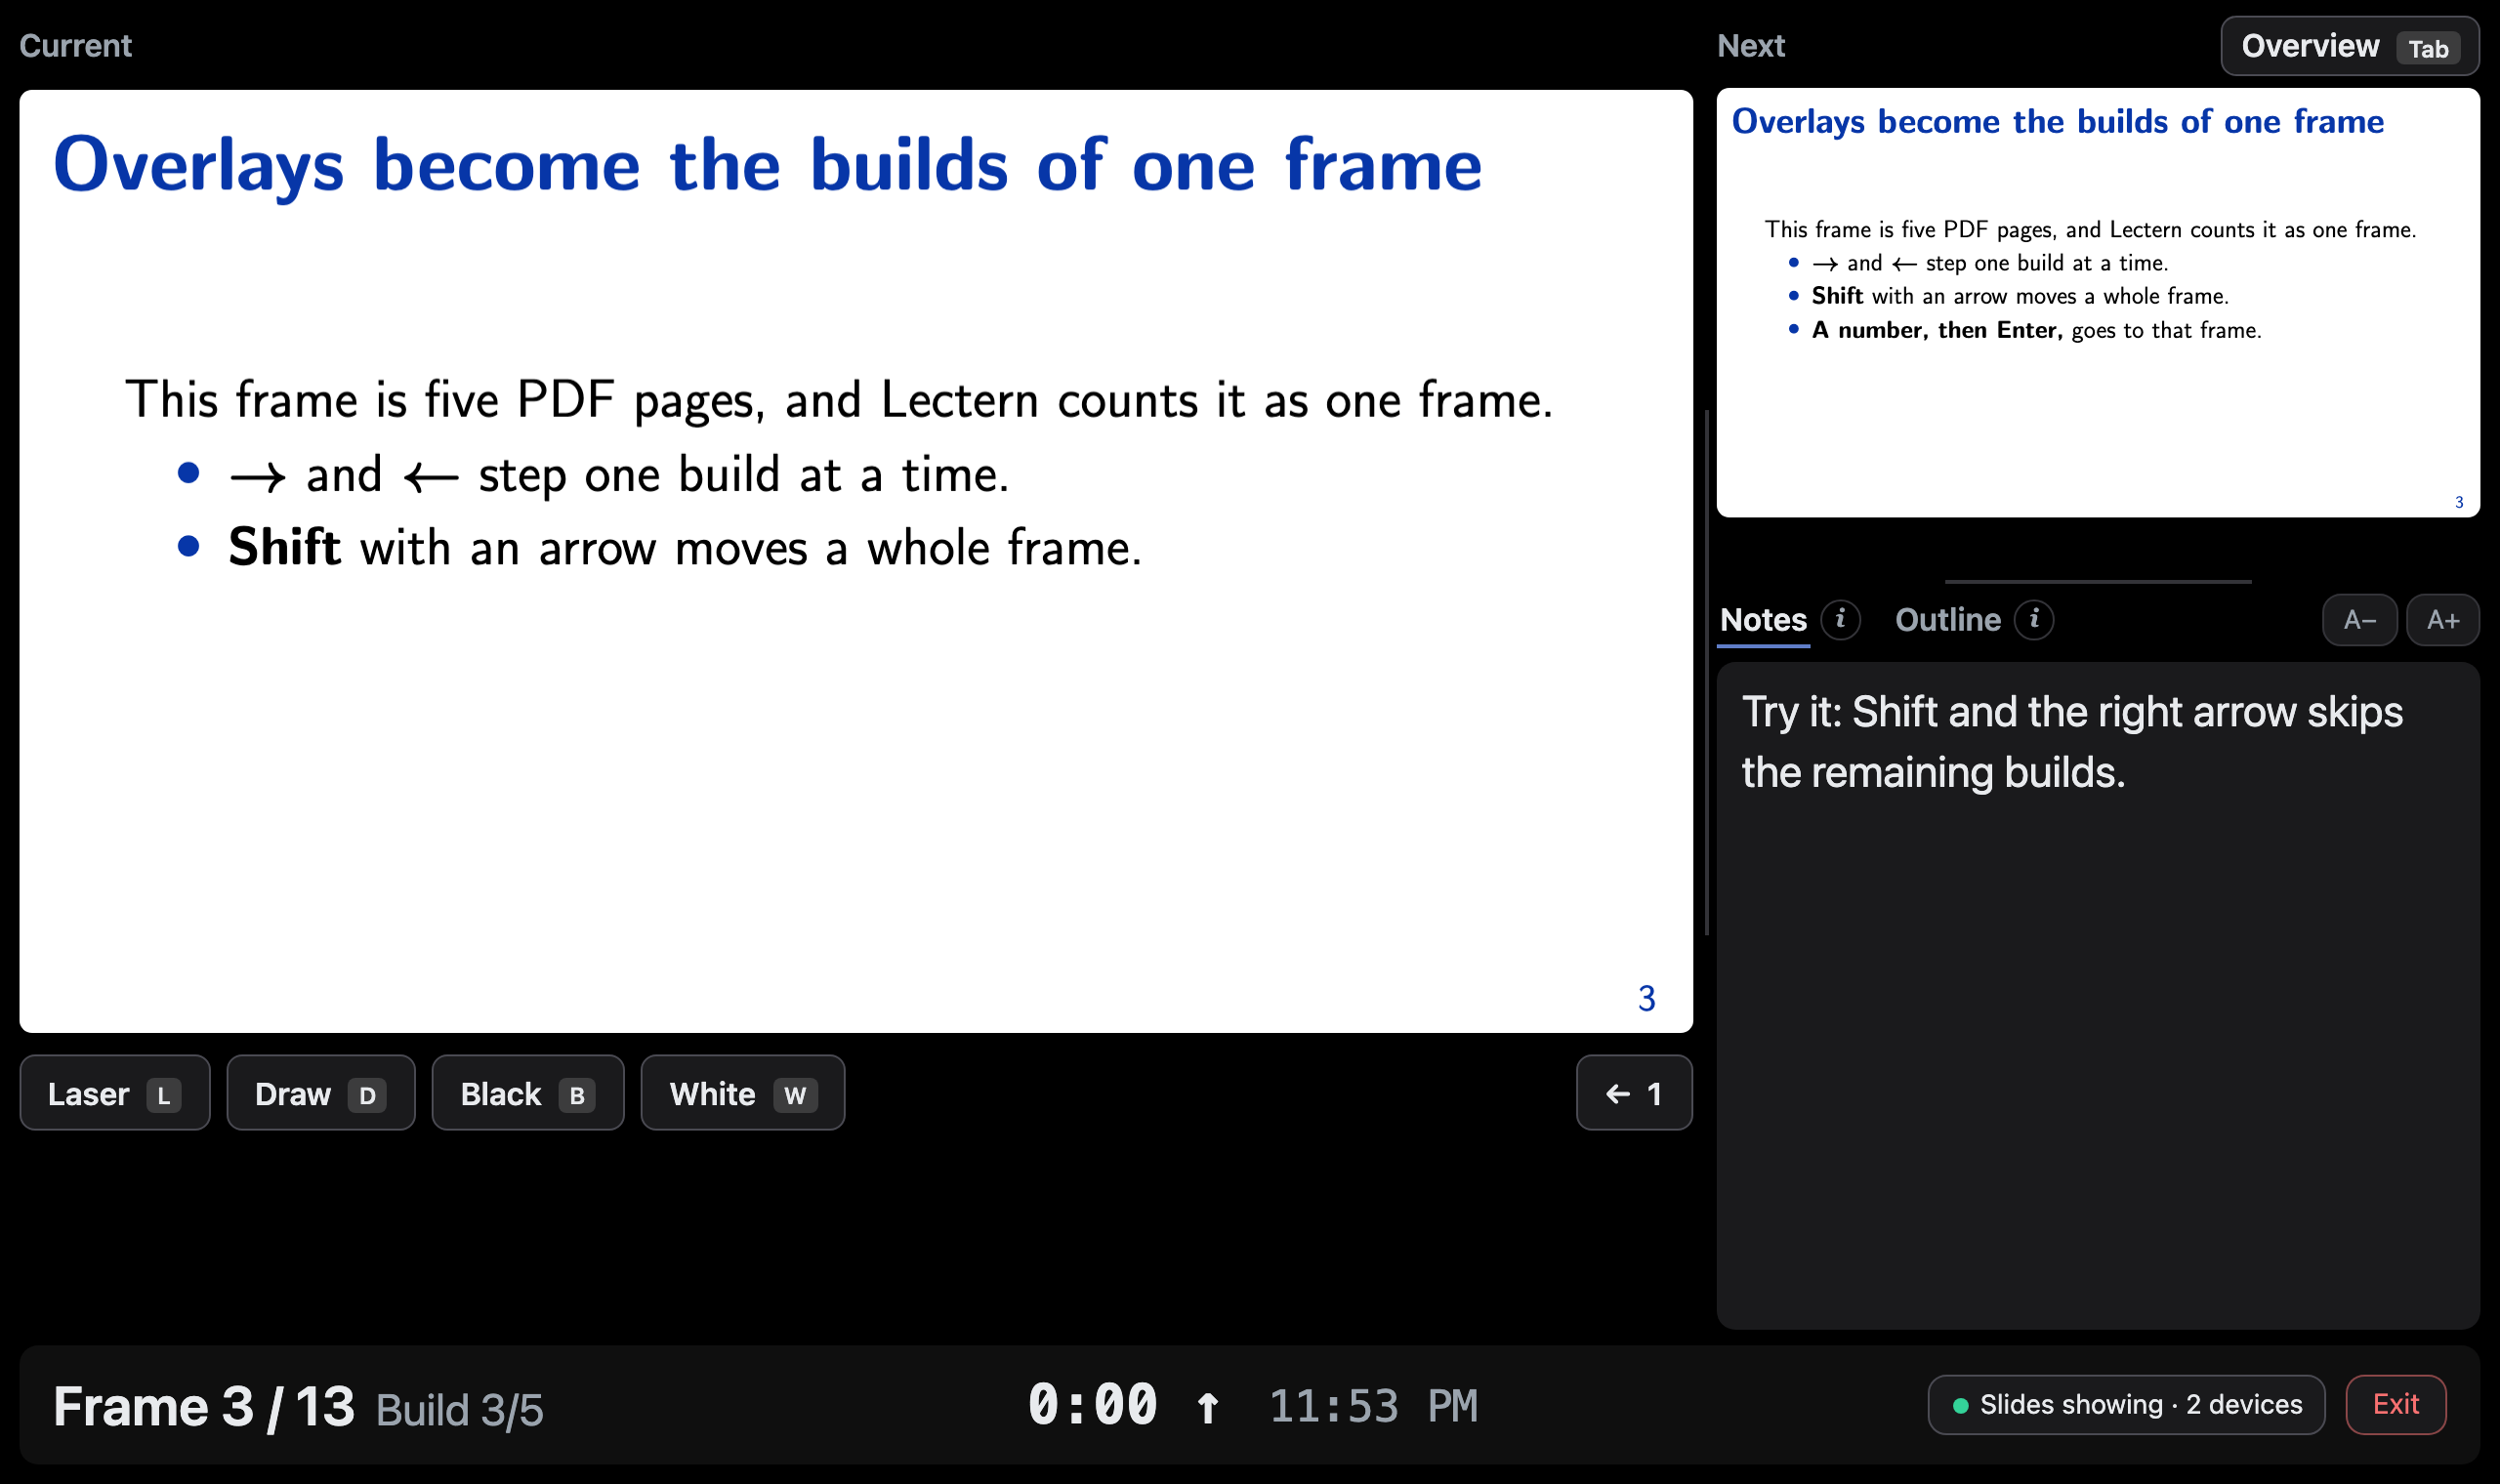 Current
Overlays become the builds of one frame
This frame is five PDF pages, and Lectern counts it as one frame.
→ and ← step one build at a time.
Shift with an arrow moves a whole frame.
3
Laser L
Draw D
Black B
White W
← 1
Next
Overview Tab
Overlays become the builds of one frame
This frame is five PDF pages, and Lectern counts it as one frame.
→ and ← step one build at a time.
Shift with an arrow moves a whole frame.
A number, then Enter, goes to that frame.
3
Notes i
Outline i
A−
A+
Try it: Shift and the right arrow skips
the remaining builds.
Frame 3 / 13 Build 3/5
0:00 ↑ 11:53 PM
Slides showing · 2 devices
Exit